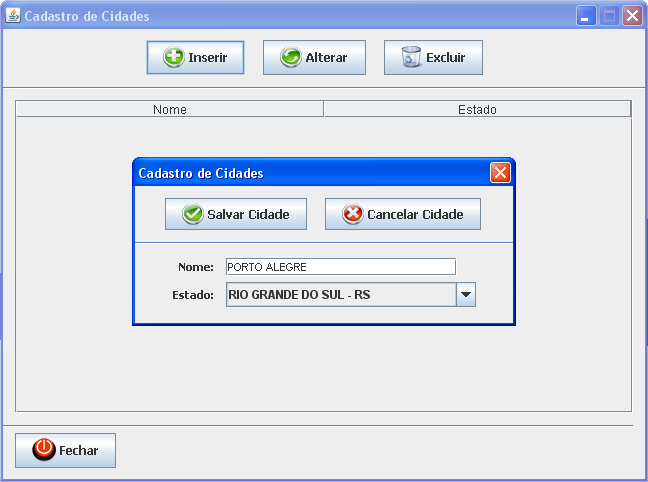 Cadastro de Cidades
Inserir Alterar Excluir
Nome Estado
Cadastro de Cidades
Salvar Cidade Cancelar Cidade
Nome: PORTO ALEGRE
Estado: RIO GRANDE DO SUL - RS
Fechar